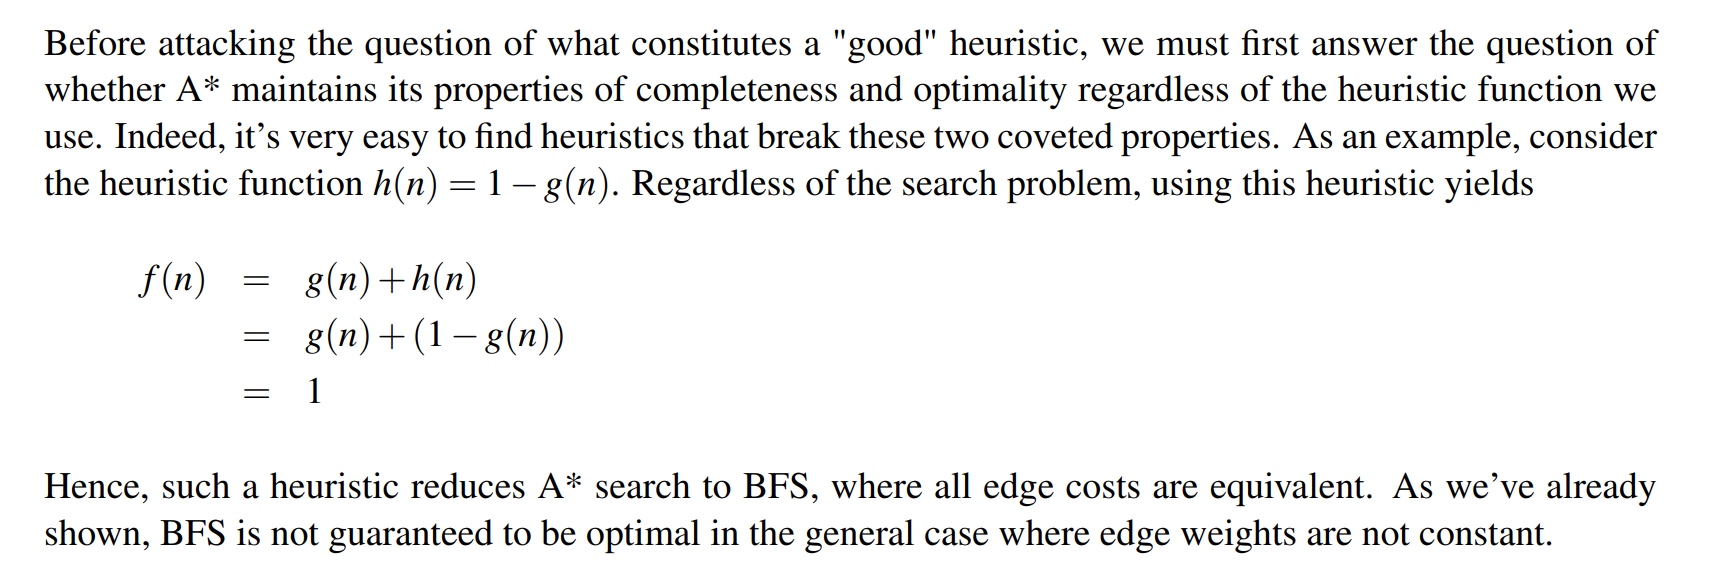 Before attacking the question of what constitutes a "good" heuristic, we must first answer the question of
whether A* maintains its properties of completeness and optimality regardless of the heuristic function we
use. Indeed, it's very easy to find heuristics that break these two coveted properties. As an example, consider
the heuristic function h(n) = 1 − g(n). Regardless of the search problem, using this heuristic yields
f(n) = g(n) + h(n)
= g(n) + (1 − g(n))
= 1
Hence, such a heuristic reduces A* search to BFS, where all edge costs are equivalent. As we've already
shown, BFS is not guaranteed to be optimal in the general case where edge weights are not constant.